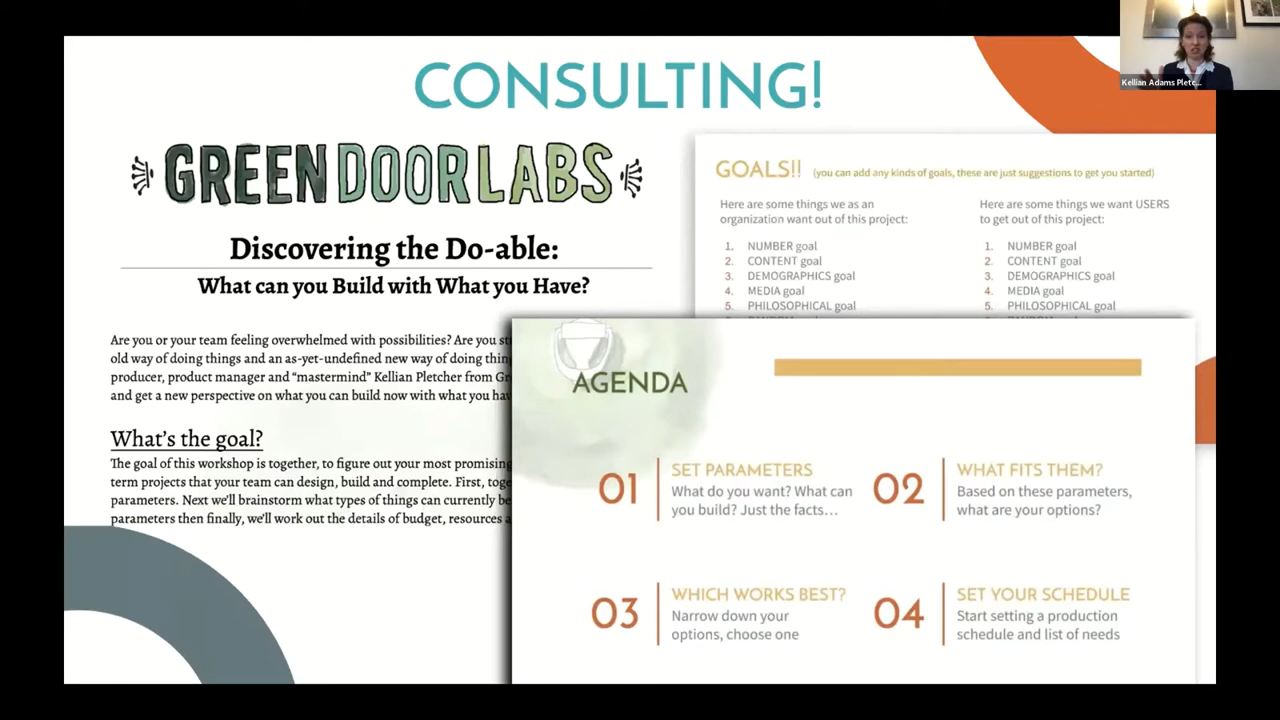 CONSULTING!
Kellian Adams Pletc...
GREEN DOOR LABS
Discovering the Do-able:
What can you Build with What you Have?
Are you or your team feeling overwhelmed with possibilities? Are you
old way of doing things and an as-yet-undefined new way of doing
producer, product manager and “mastermind” Kellian Pletcher from
and get a new perspective on what you can build now with what you
What's the goal?
The goal of this workshop is together, to figure out your most promising
term projects that your team can design, build and complete. First,
parameters. Next we'll brainstorm what types of things can currently
parameters then finally, we'll work out the details of budget, resources
GOALS!! (you can add any kinds of goals, these are just suggestions to get you started)
Here are some things we as an
organization want out of this project:
1. NUMBER goal
2. CONTENT goal
3. DEMOGRAPHICS goal
4. MEDIA goal
5. PHILOSOPHICAL goal
Here are some things we want USERS
to get out of this project:
1. NUMBER goal
2. CONTENT goal
3. DEMOGRAPHICS goal
4. MEDIA goal
5. PHILOSOPHICAL goal
AGENDA
01
SET PARAMETERS
What do you want? What can
you build? Just the facts...
02
WHAT FITS THEM?
Based on these parameters,
what are your options?
03
WHICH WORKS BEST?
Narrow down your
options, choose one
04
SET YOUR SCHEDULE
Start setting a production
schedule and list of needs